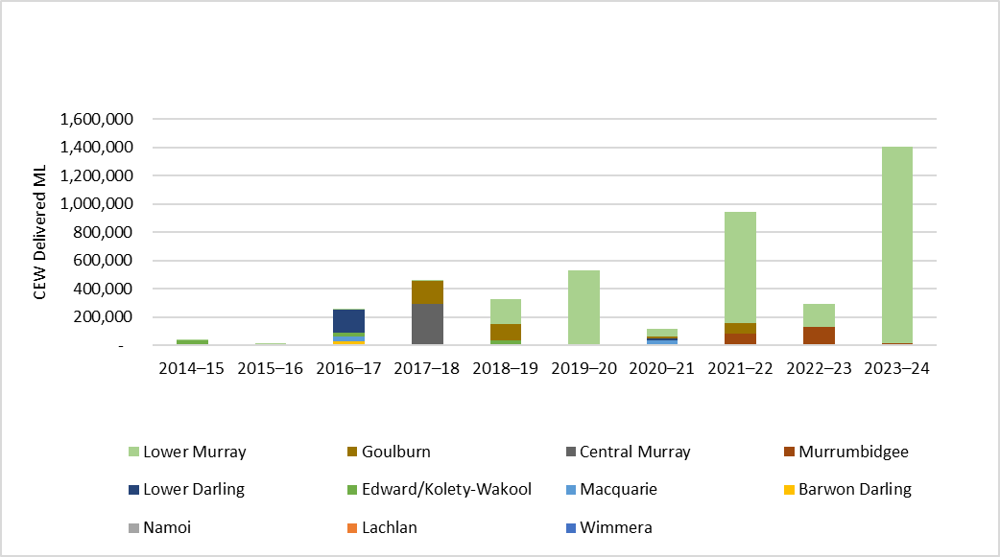 1,600,000
1,400,000
1,200,000
1,000,000
800,000
600,000
400,000
200,000
-
CEW Delivered ML
2014–15 2015–16 2016–17 2017–18 2018–19 2019–20 2020–21 2021–22 2022–23 2023–24
Lower Murray Goulburn Central Murray Murrumbidgee
Lower Darling Edward/Kolety-Wakool Macquarie Barwon Darling
Namoi Lachlan Wimmera